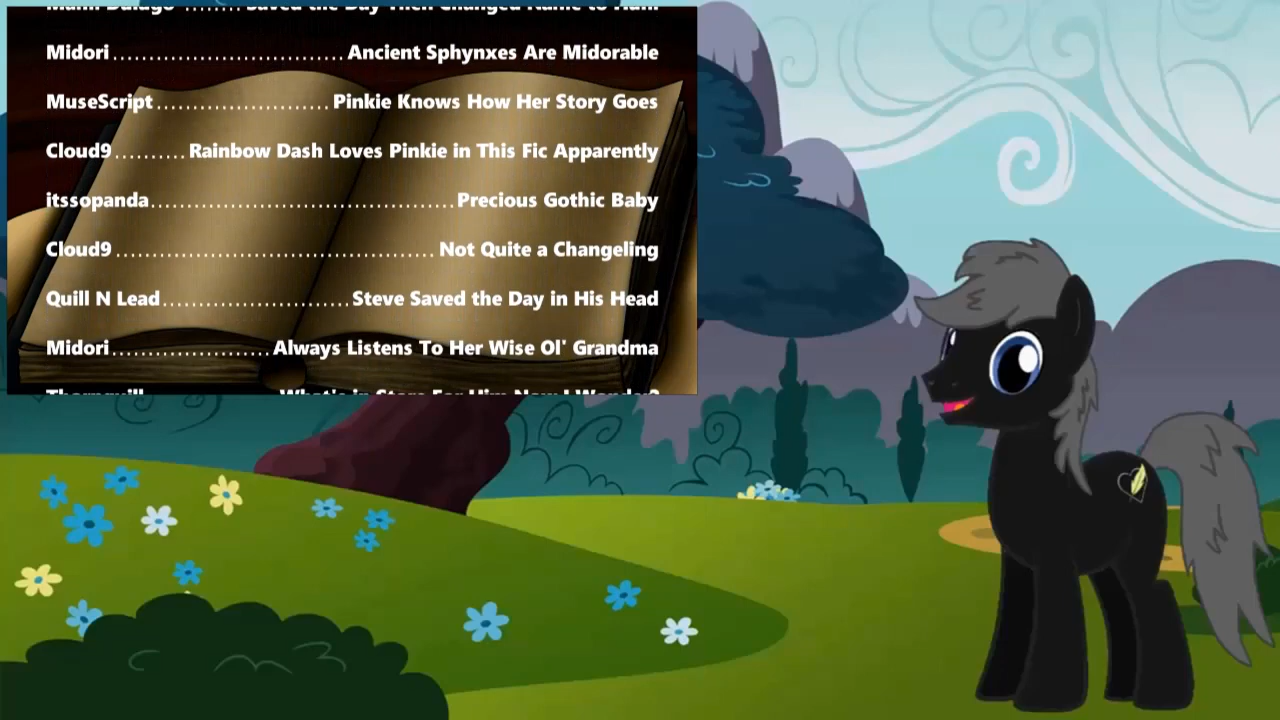 Midori.................................Ancient Sphynxes Are Midorable
MuseScript........................Pinkie Knows How Her Story Goes
Cloud9..........Rainbow Dash Loves Pinkie in This Fic Apparently
itssopanda...........................................Precious Gothic Baby
Cloud9.............................................Not Quite a Changeling
Quill N Lead..........................Steve Saved the Day in His Head
Midori......................Always Listens To Her Wise Ol' Grandma